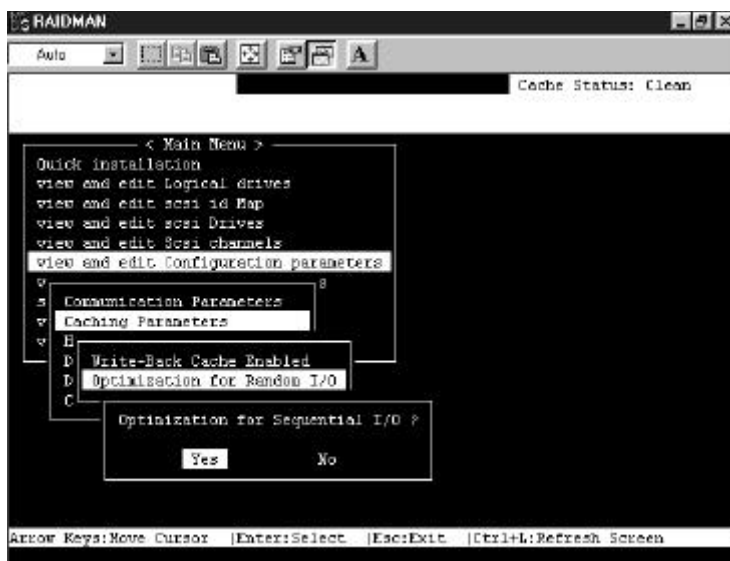 RAIDMAN
Auto
A
Cache Status: Clean
< Main Menu >
Quick installation
view and edit Logical drives
view and edit scsi id Map
view and edit scsi Drives
view and edit Scsi channels
view and edit Configuration parameters
v s
s Communication Parameters
v Caching Parameters
v H
D Write-Back Cache Enabled
D Optimization for Random I/O
C
Optimization for Sequential I/O ?
Yes No
Arrow Keys:Move Cursor |Enter:Select |Esc:Exit |Ctrl+L:Refresh Screen